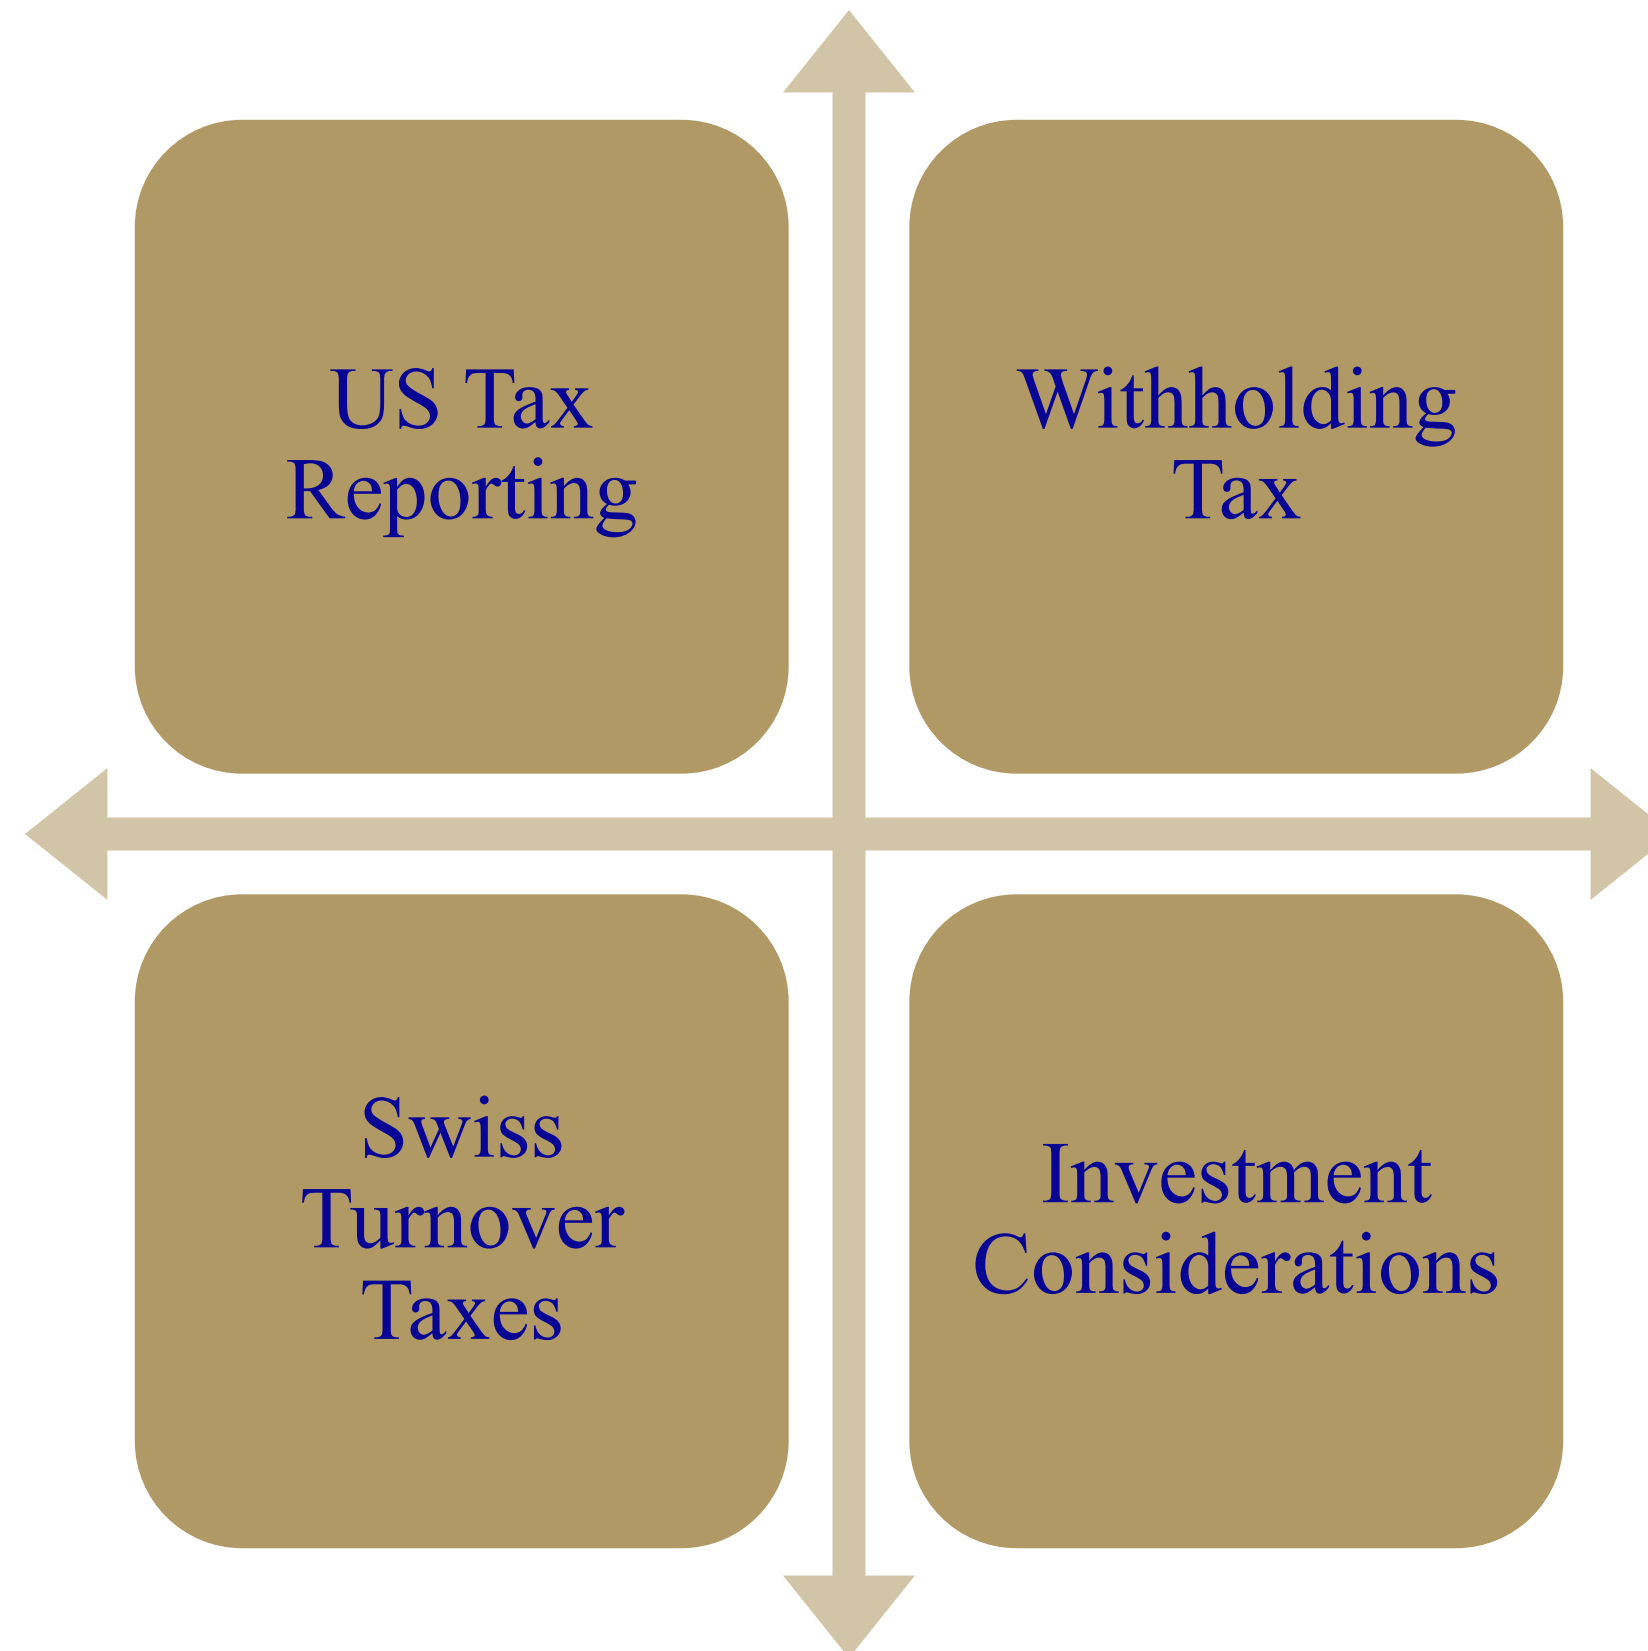 US Tax
Reporting
Withholding
Tax
Swiss
Turnover
Taxes
Investment
Considerations